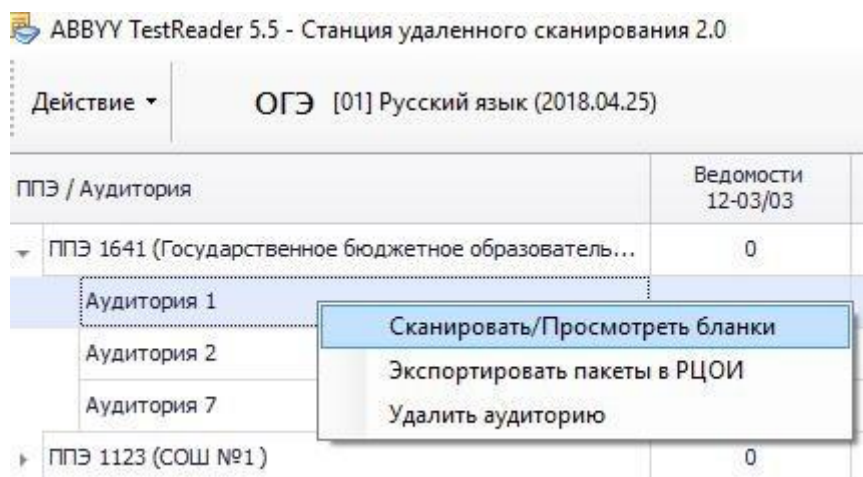 ABBYY TestReader 5.5 - Станция удаленного сканирования 2.0
Действие ОГЭ [01] Русский язык (2018.04.25)
ППЭ / Аудитория
Ведомости
12-03/03
ППЭ 1641 (Государственное бюджетное образователь... 0
Аудитория 1
Сканировать/Просмотреть бланки
Аудитория 2
Экспортировать пакеты в РЦОИ
Аудитория 7
Удалить аудиторию
ППЭ 1123 (СОШ №1) 0